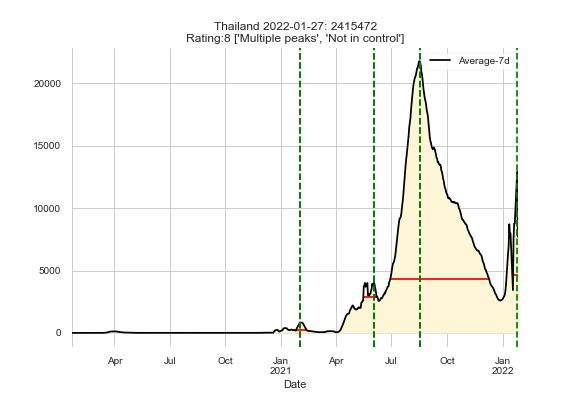 Thailand 2022-01-27: 2415472
Rating:8 ['Multiple peaks', 'Not in control']
Average-7d
20000
15000
10000
5000
0
Apr Jul Oct Jan Apr Jul Oct Jan
2021 2022
Date